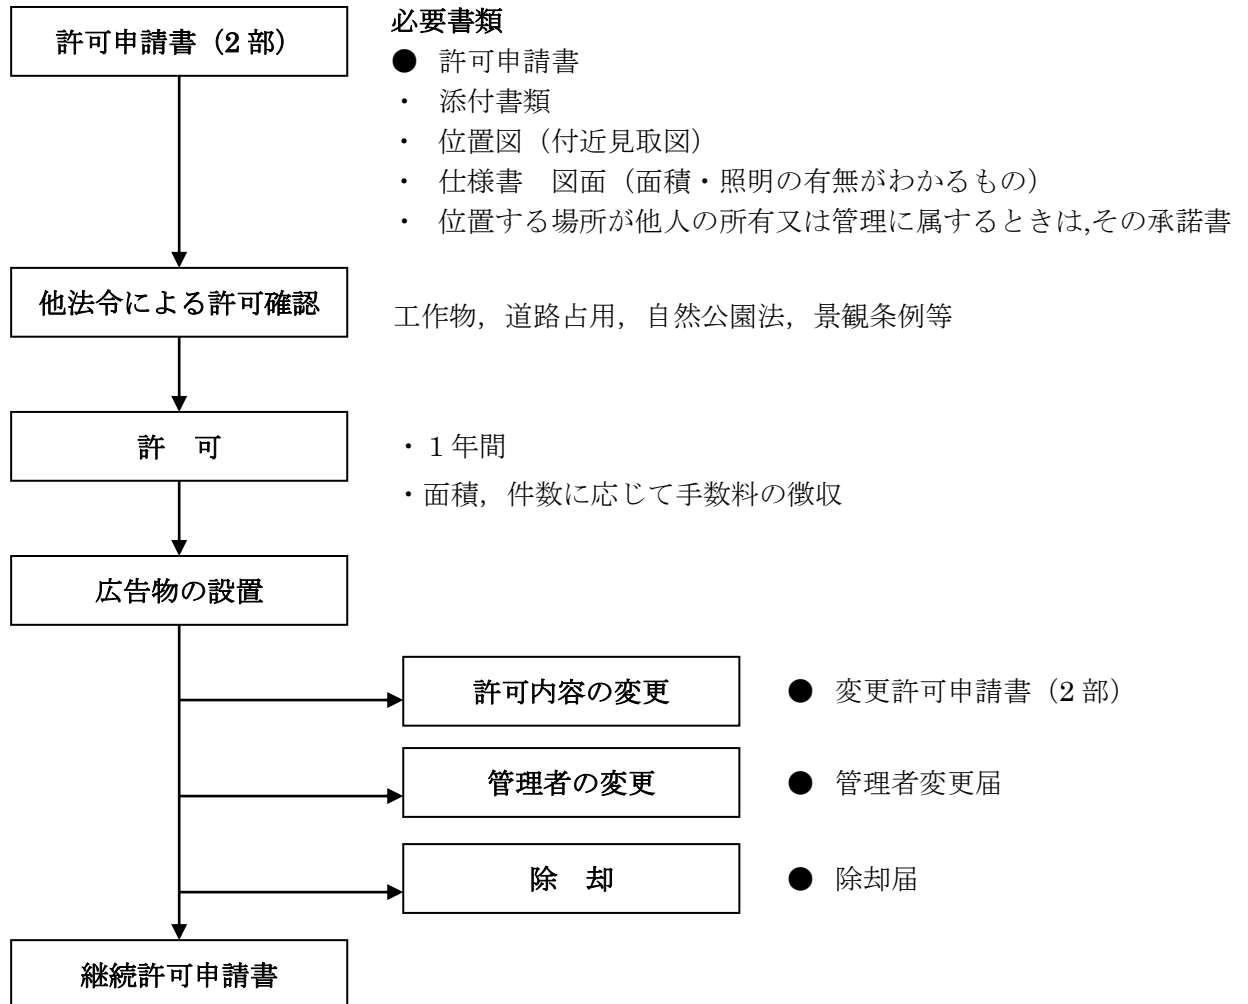 許可申請書（2 部）
必要書類
● 許可申請書
・ 添付書類
・ 位置図（付近見取図）
・ 仕様書　図面（面積・照明の有無がわかるもの）
・ 位置する場所が他人の所有又は管理に属するときは,その承諾書
他法令による許可確認
工作物，道路占用，自然公園法，景観条例等
許　可
・１年間
・面積，件数に応じて手数料の徴収
広告物の設置
許可内容の変更
● 変更許可申請書（2 部）
管理者の変更
● 管理者変更届
除　却
● 除却届
継続許可申請書